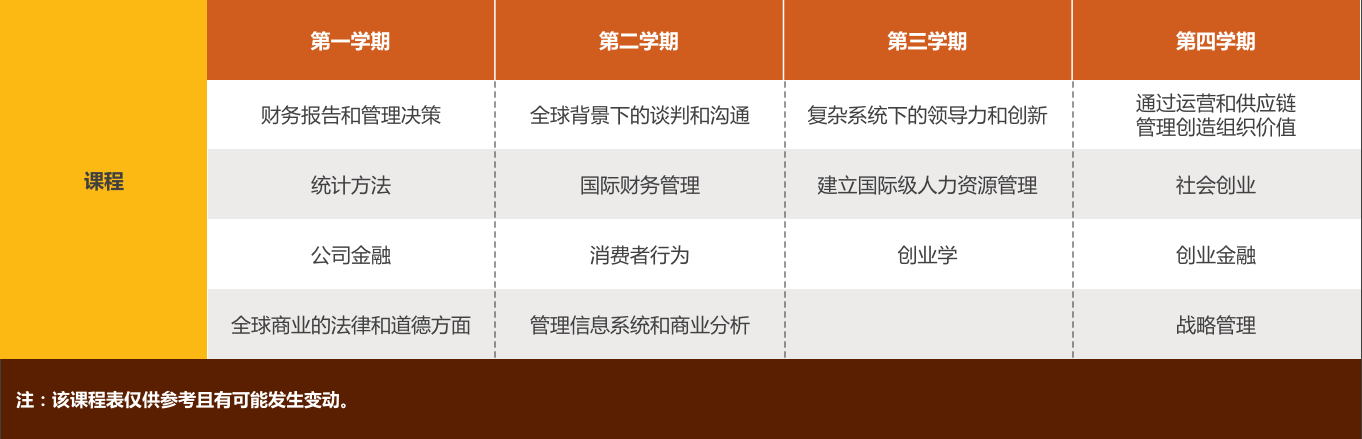 第一学期
第二学期
第三学期
第四学期
课程
财务报告和管理决策
全球背景下的谈判和沟通
复杂系统下的领导力和创新
通过运营和供应链
管理创造组织价值
统计方法
国际财务管理
建立国际级人力资源管理
社会创业
公司金融
消费者行为
创业学
创业金融
全球商业的法律和道德方面
管理信息系统和商业分析
战略管理
注：该课程表仅供参考且有可能发生变动。